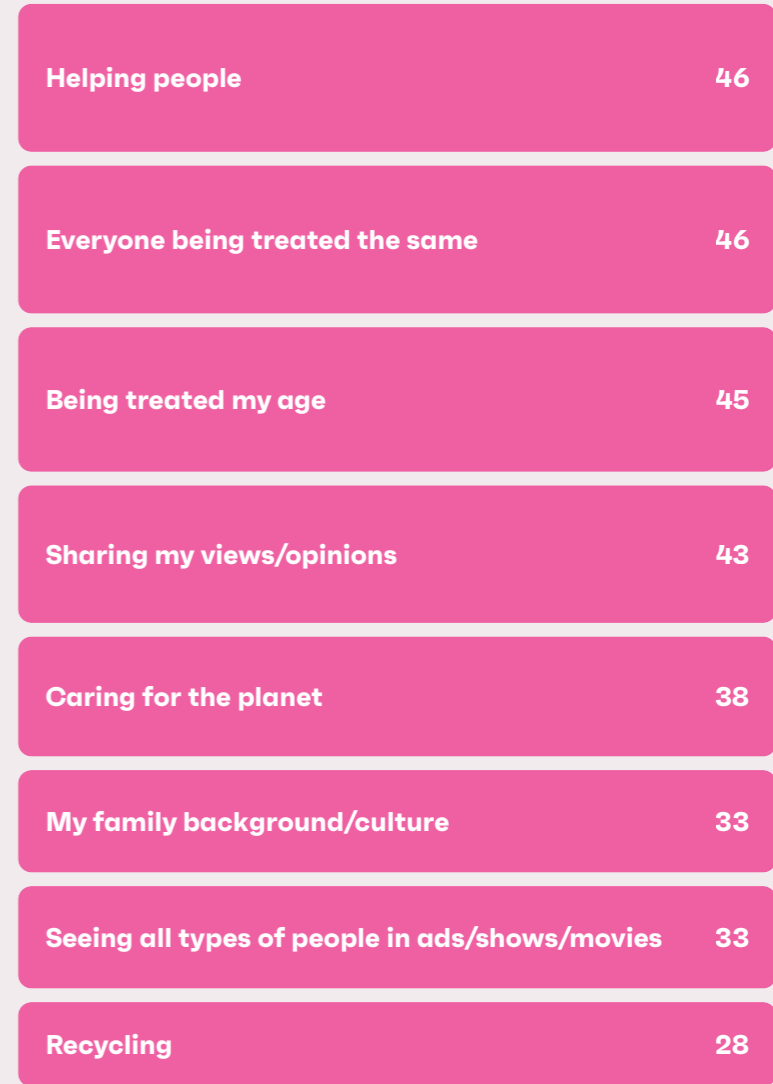 Helping people 46
Everyone being treated the same 46
Being treated my age 45
Sharing my views/opinions 43
Caring for the planet 38
My family background/culture 33
Seeing all types of people in ads/shows/movies 33
Recycling 28